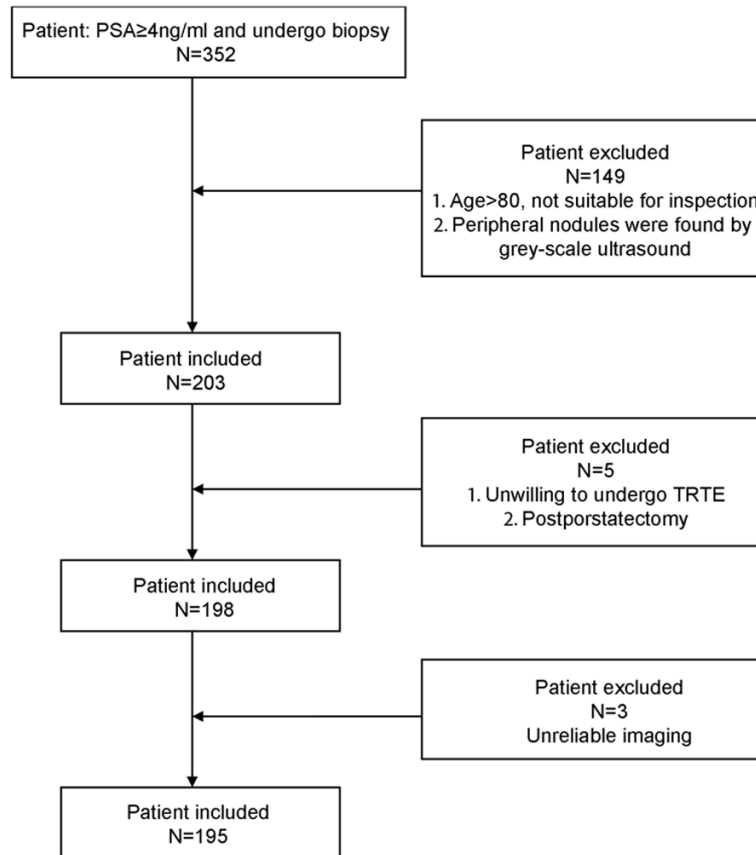 Patient: PSA≥4ng/ml and undergo biopsy
N=352
Patient excluded
N=149
1. Age>80, not suitable for inspection
2. Peripheral nodules were found by
grey-scale ultrasound
Patient included
N=203
Patient excluded
N=5
1. Unwilling to undergo TRTE
2. Postporstatectomy
Patient included
N=198
Patient excluded
N=3
Unreliable imaging
Patient included
N=195